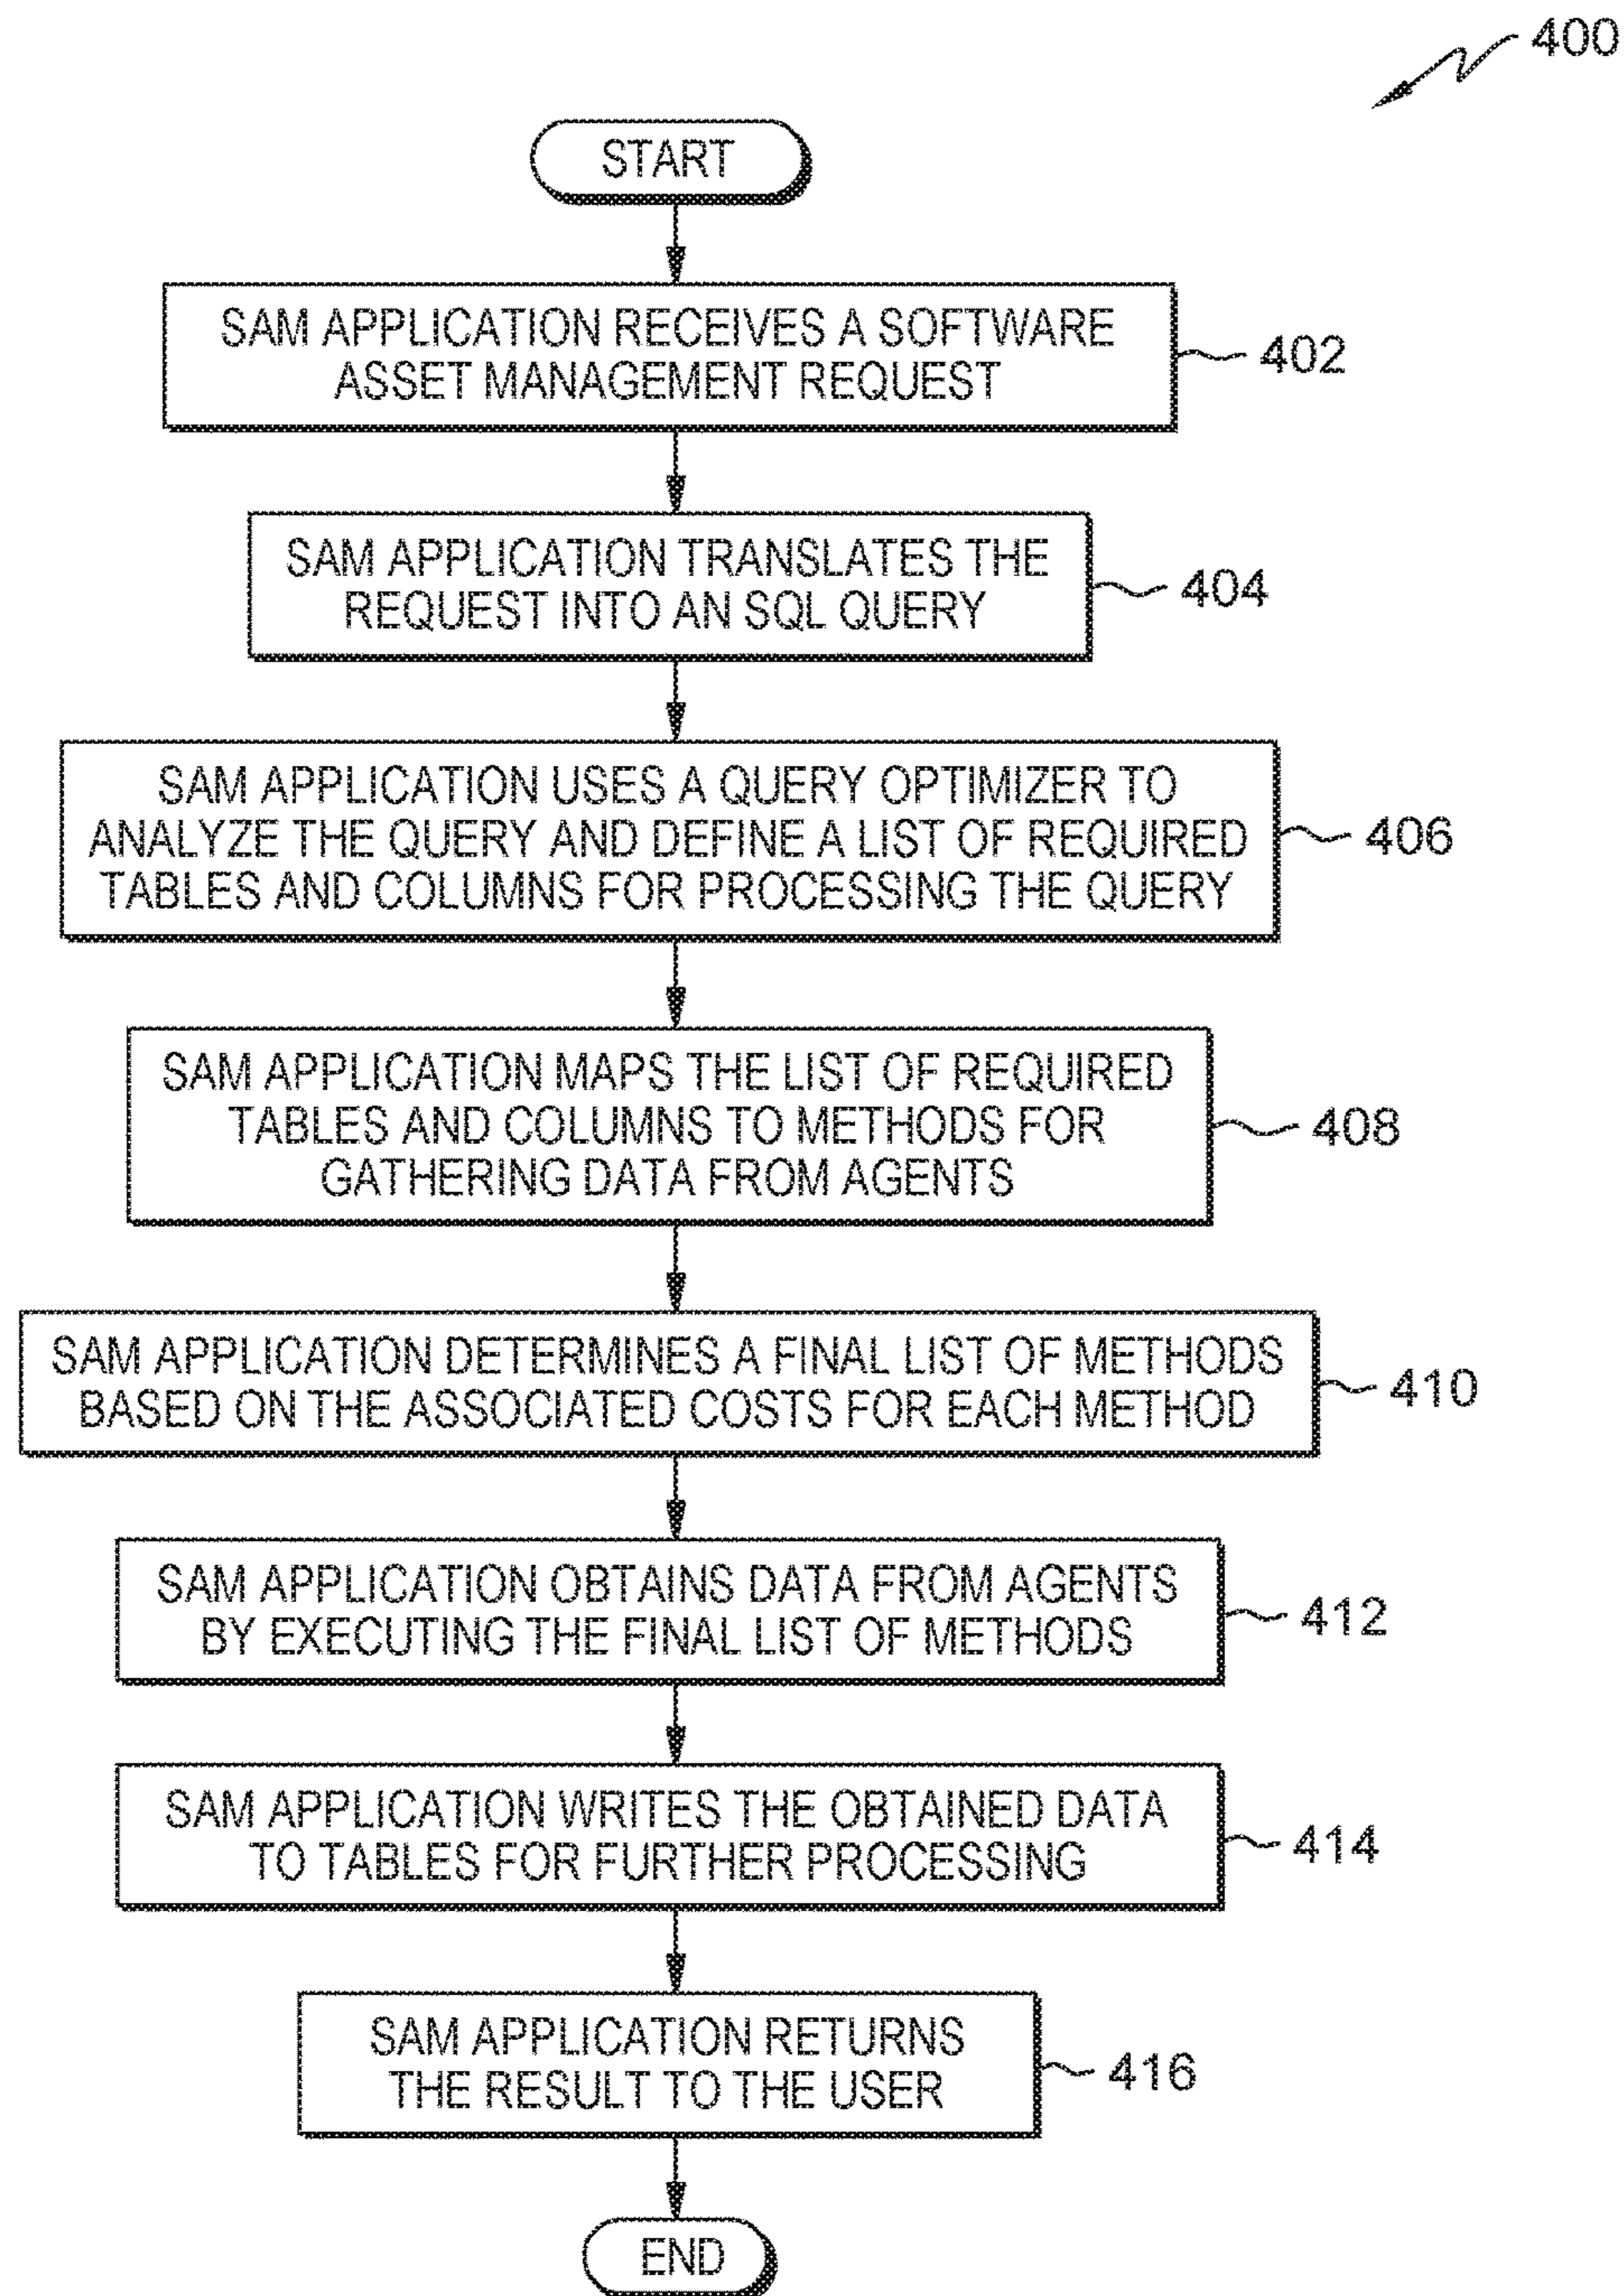 400
START
SAM APPLICATION RECEIVES A SOFTWARE
ASSET MANAGEMENT REQUEST
402
SAM APPLICATION TRANSLATES THE
REQUEST INTO AN SQL QUERY
404
SAM APPLICATION USES A QUERY OPTIMIZER TO
ANALYZE THE QUERY AND DEFINE A LIST OF REQUIRED
TABLES AND COLUMNS FOR PROCESSING THE QUERY
406
SAM APPLICATION MAPS THE LIST OF REQUIRED
TABLES AND COLUMNS TO METHODS FOR
GATHERING DATA FROM AGENTS
408
SAM APPLICATION DETERMINES A FINAL LIST OF METHODS
BASED ON THE ASSOCIATED COSTS FOR EACH METHOD
410
SAM APPLICATION OBTAINS DATA FROM AGENTS
BY EXECUTING THE FINAL LIST OF METHODS
412
SAM APPLICATION WRITES THE OBTAINED DATA
TO TABLES FOR FURTHER PROCESSING
414
SAM APPLICATION RETURNS
THE RESULT TO THE USER
416
END